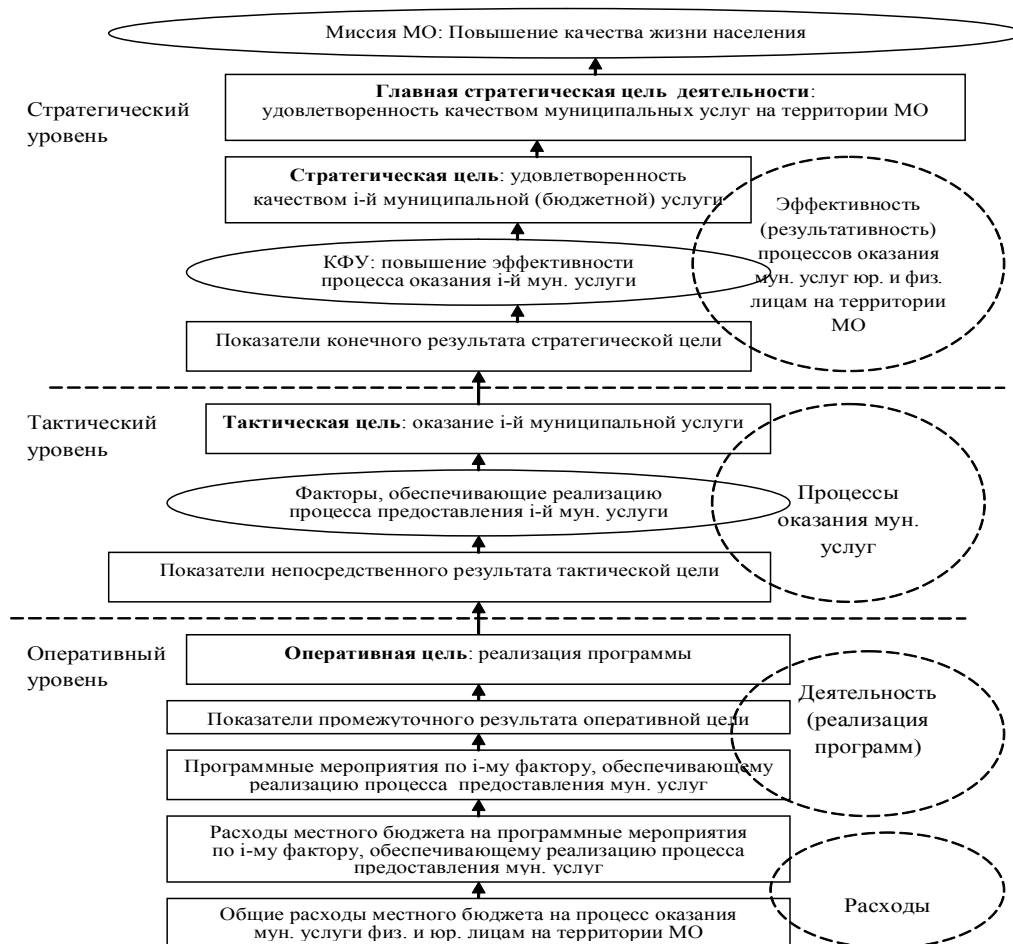 Миссия МО: Повышение качества жизни населения
Стратегический
уровень
Главная стратегическая цель деятельности:
удовлетворенность качеством муниципальных услуг на территории МО
Стратегическая цель: удовлетворенность
качеством i-й муниципальной (бюджетной) услуги
КФУ: повышение эффективности
процесса оказания i-й мун. услуги
Показатели конечного результата стратегической цели
Эффективность
(результативность)
процессов оказания
мун. услуг юр. и физ.
лицам на территории
МО
Тактический
уровень
Тактическая цель: оказание i-й муниципальной услуги
Факторы, обеспечивающие реализацию
процесса предоставления i-й мун. услуги
Показатели непосредственного результата тактической цели
Процессы
оказания мун.
услуг
Оперативный
уровень
Оперативная цель: реализация программы
Показатели промежуточного результата оперативной цели
Программные мероприятия по i-му фактору, обеспечивающему
реализацию процесса предоставления мун. услуг
Деятельность
(реализация
программ)
Расходы местного бюджета на программные мероприятия
по i-му фактору, обеспечивающему реализацию процесса
предоставления мун. услуг
Общие расходы местного бюджета на процесс оказания
мун. услуги физ. и юр. лицам на территории МО
Расходы